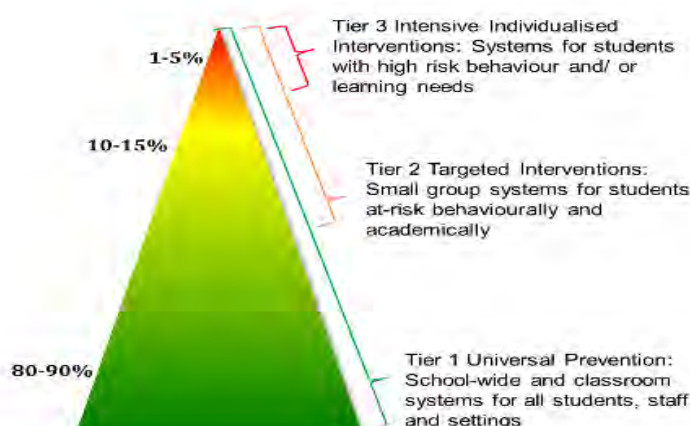 Tier 3 Intensive Individualised
Interventions: Systems for students
with high risk behaviour and/ or
learning needs
1-5%
10-15%
Tier 2 Targeted Interventions:
Small group systems for students
at-risk behaviourally and
academically
80-90%
Tier 1 Universal Prevention:
School-wide and classroom
systems for all students, staff
and settings